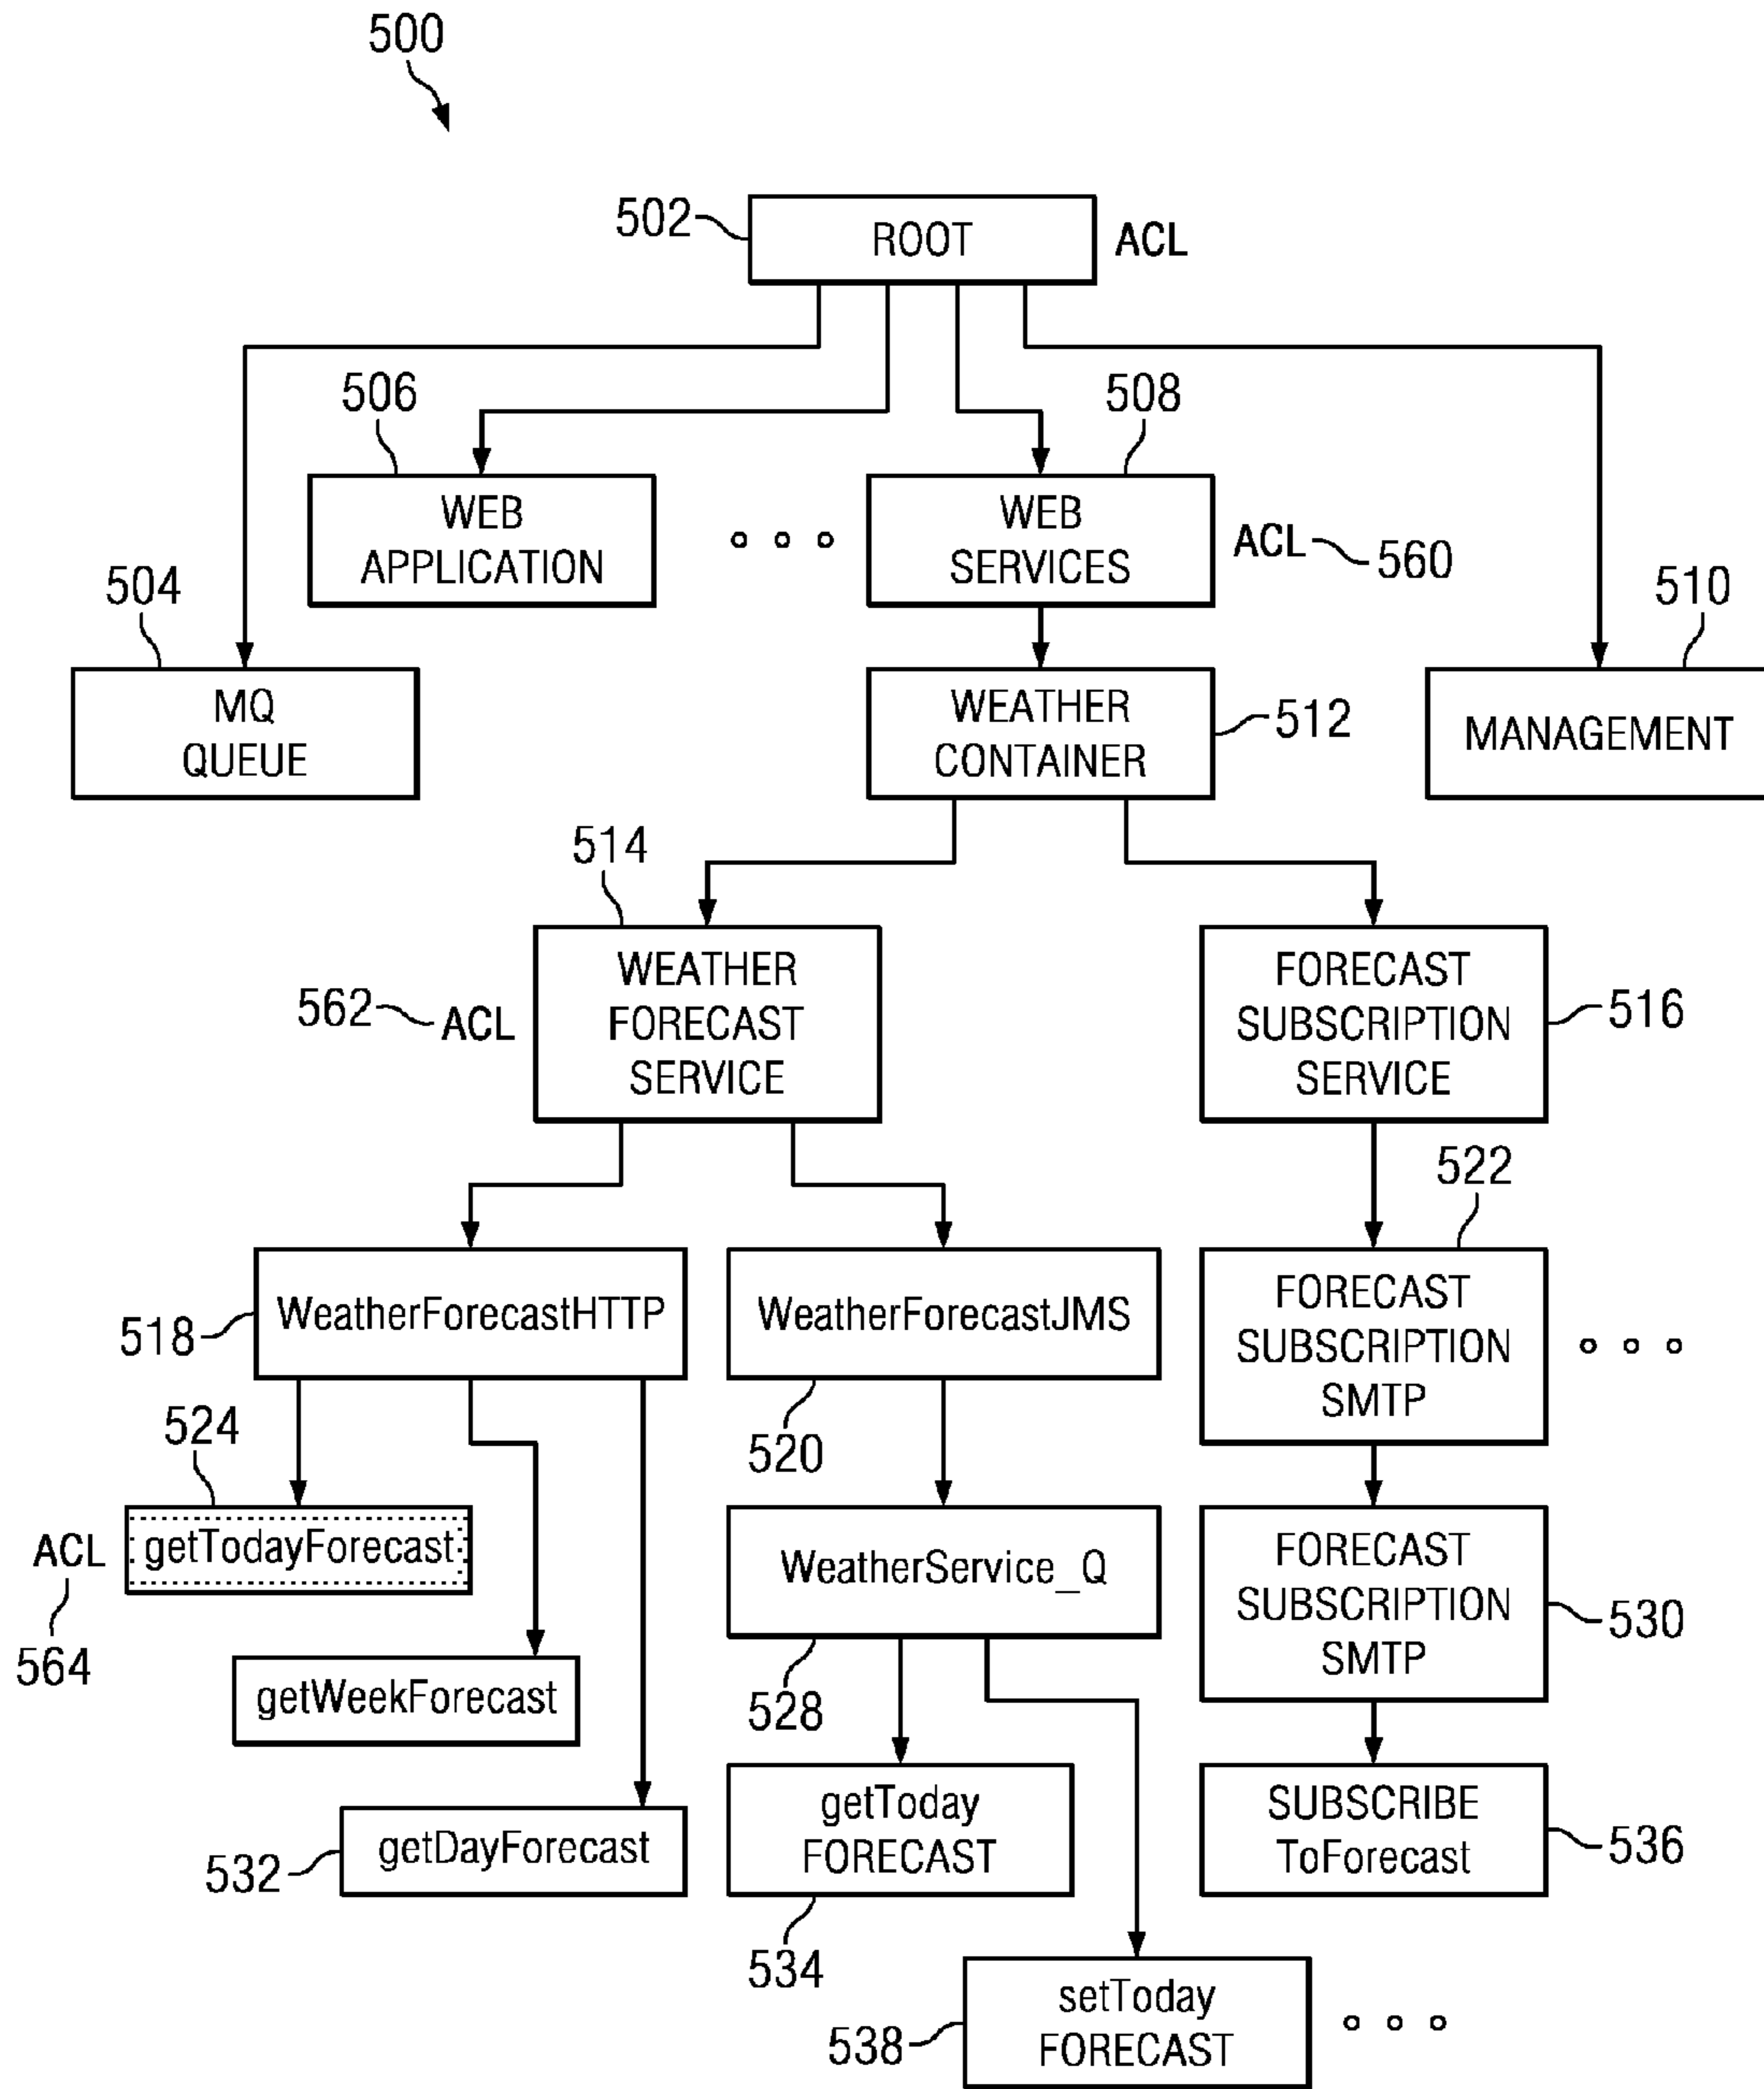 500
502
ROOT
ACL
506
508
WEB
APPLICATION
WEB
SERVICES
ACL
560
504
510
MQ
QUEUE
WEATHER
CONTAINER
512
MANAGEMENT
514
562
ACL
WEATHER
FORECAST
SERVICE
FORECAST
SUBSCRIPTION
SERVICE
516
522
518
WeatherForecastHTTP
WeatherForecastJMS
FORECAST
SUBSCRIPTION
SMTP
524
520
ACL
getTodayForecast
564
WeatherService_Q
FORECAST
SUBSCRIPTION
SMTP
530
getWeekForecast
528
532
getDayForecast
getToday
FORECAST
SUBSCRIBE
ToForecast
536
534
538
setToday
FORECAST